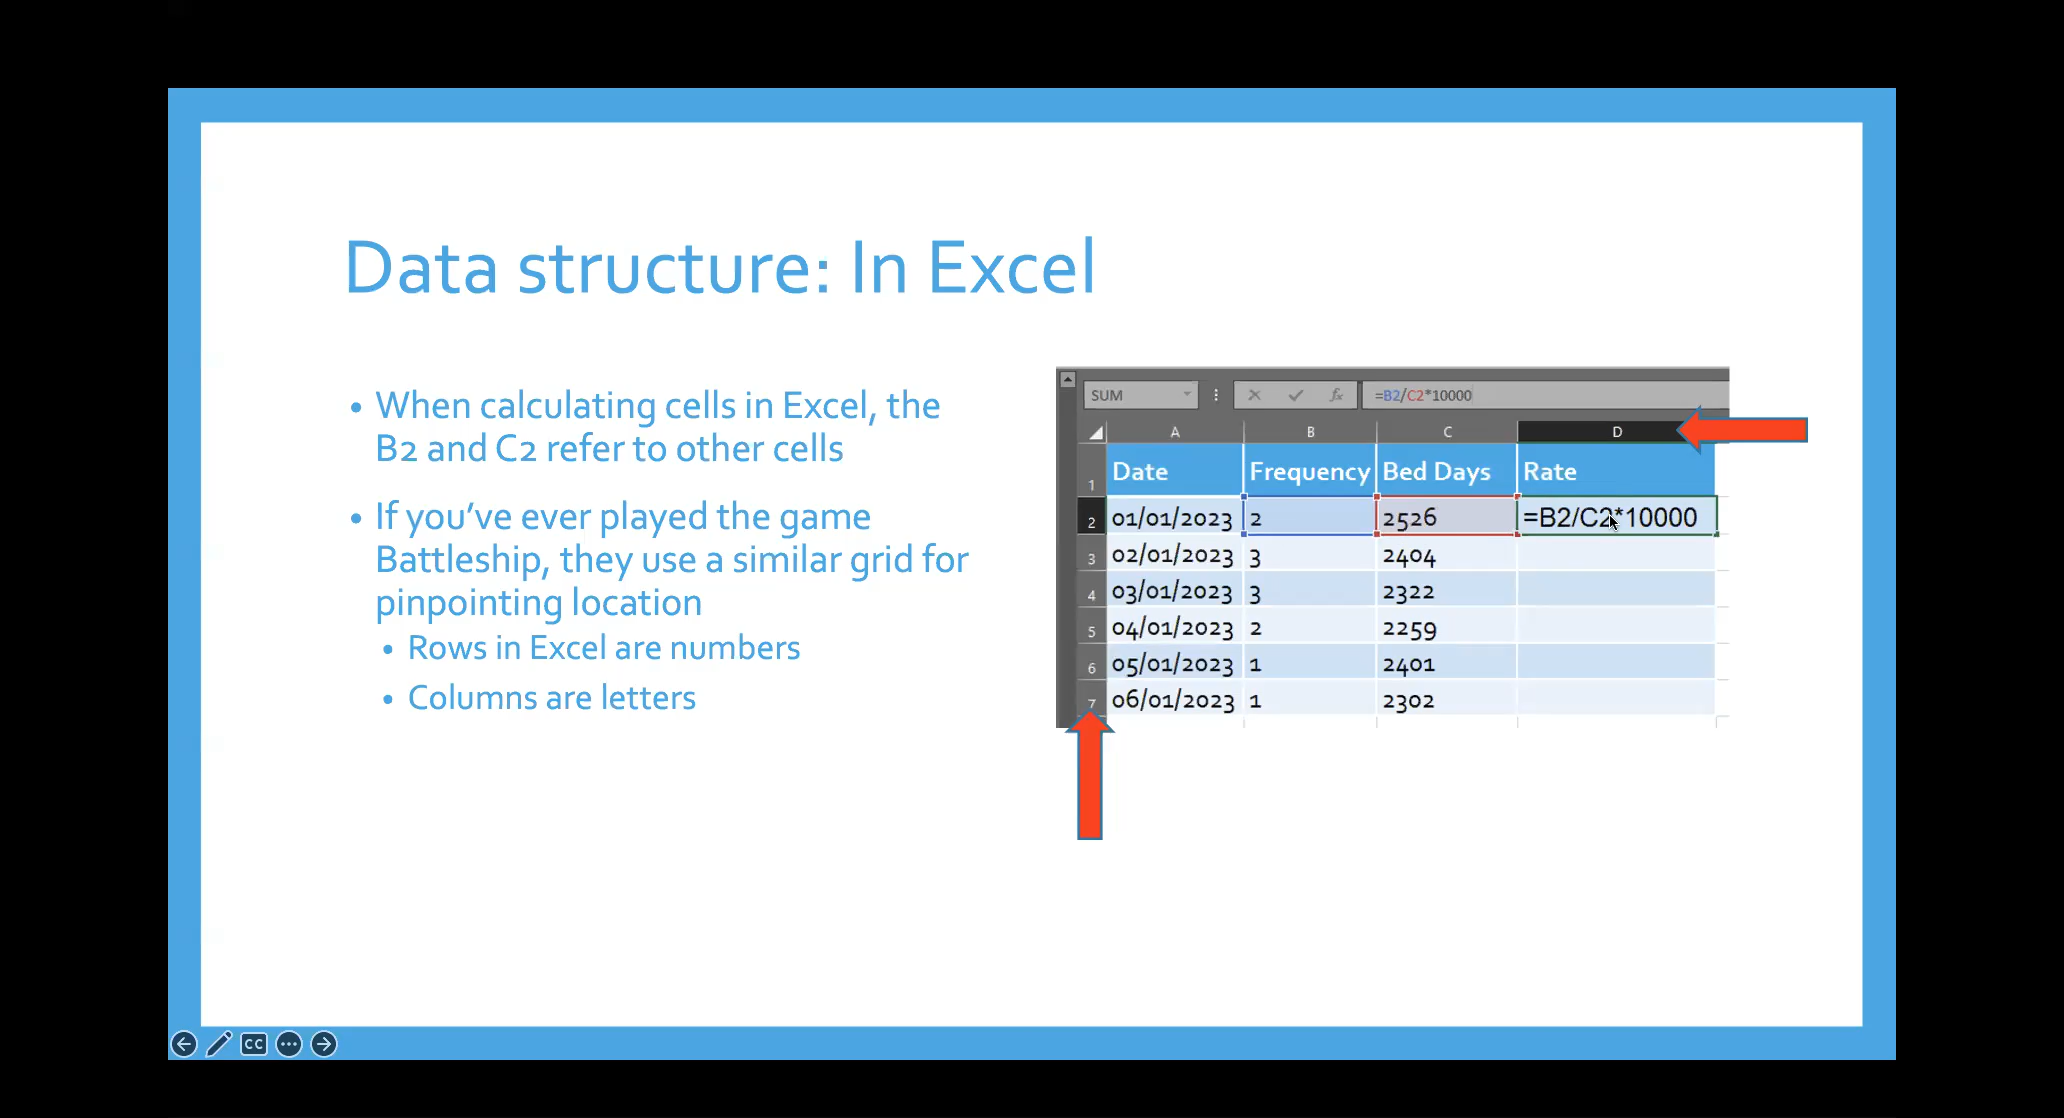 Data structure: In Excel
• When calculating cells in Excel, the
B2 and C2 refer to other cells
• If you've ever played the game
Battleship, they use a similar grid for
pinpointing location
• Rows in Excel are numbers
• Columns are letters
SUM fx =B2/C2*10000
A B C D
1 Date Frequency Bed Days Rate
2 01/01/2023 2 2526 =B2/C2*10000
3 02/01/2023 3 2404
4 03/01/2023 3 2322
5 04/01/2023 2 2259
6 05/01/2023 1 2401
7 06/01/2023 1 2302
CC